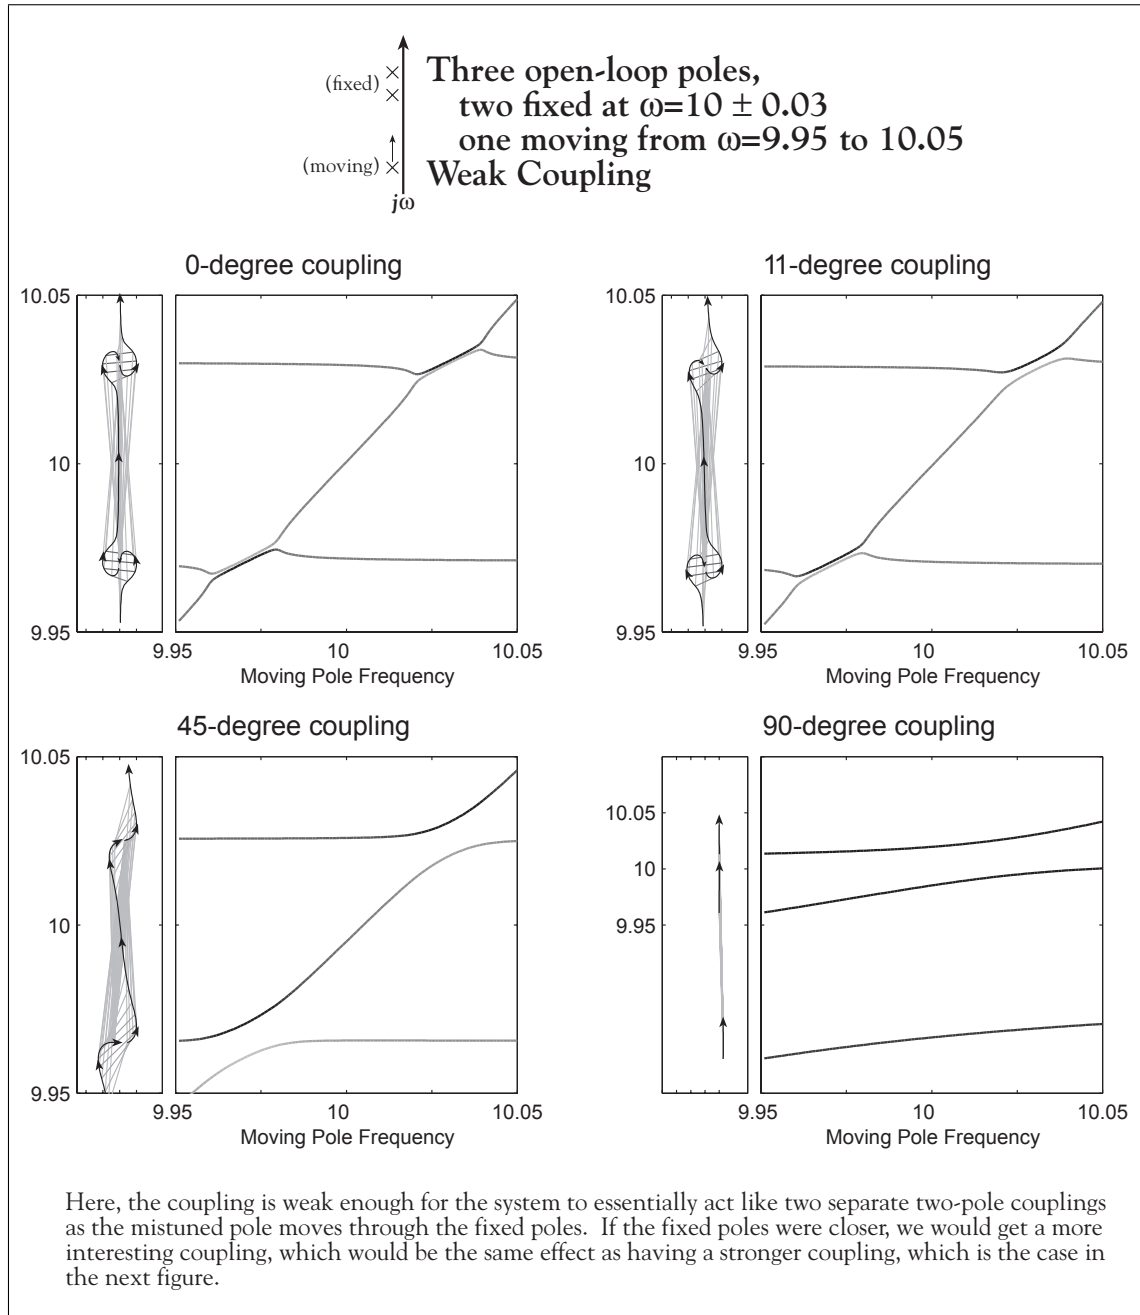 (fixed)
Three open-loop poles,
two fixed at ω=10 ± 0.03
one moving from ω=9.95 to 10.05
(moving)
Weak Coupling
jω
0-degree coupling
10.05
10
9.95
9.95 10 10.05
Moving Pole Frequency
11-degree coupling
10.05
10
9.95
9.95 10 10.05
Moving Pole Frequency
45-degree coupling
10.05
10
9.95
9.95 10 10.05
Moving Pole Frequency
90-degree coupling
10.05
10
9.95
9.95 10 10.05
Moving Pole Frequency
Here, the coupling is weak enough for the system to essentially act like two separate two-pole couplings
as the mistuned pole moves through the fixed poles. If the fixed poles were closer, we would get a more
interesting coupling, which would be the same effect as having a stronger coupling, which is the case in
the next figure.